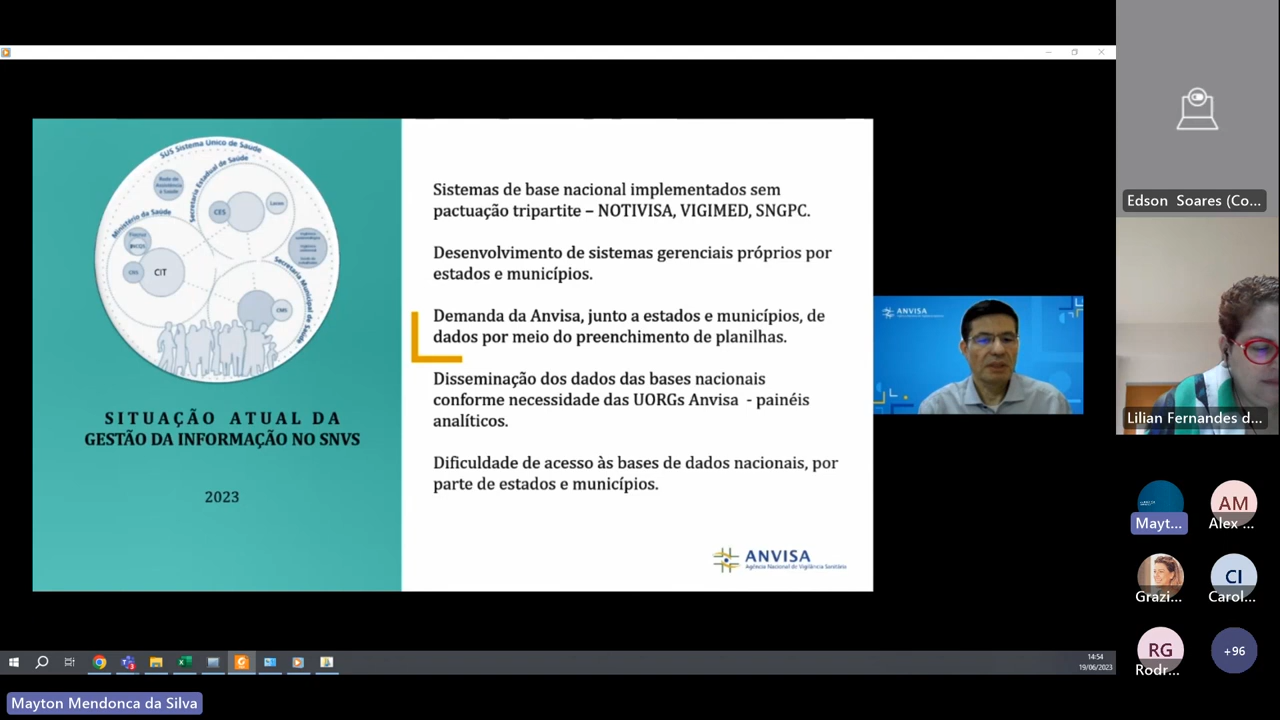 SUS Sistema Único de Saúde
Secretaria Estadual de Saúde
Ministério da Saúde
Secretaria Municipal de Saúde
Rede de
Assistência
à Saúde
CES
CIT
SITUAÇÃO ATUAL DA
GESTÃO DA INFORMAÇÃO NO SNVS
2023
Sistemas de base nacional implementados sem
pactuação tripartite – NOTIVISA, VIGIMED, SNGPC.
Desenvolvimento de sistemas gerenciais próprios por
estados e municípios.
Demanda da Anvisa, junto a estados e municípios, de
dados por meio do preenchimento de planilhas.
Disseminação dos dados das bases nacionais
conforme necessidade das UORGs Anvisa - painéis
analíticos.
Dificuldade de acesso às bases de dados nacionais, por
parte de estados e municípios.
ANVISA
Agência Nacional de Vigilância Sanitária
ANVISA
Edson Soares (Co...
Lilian Fernandes d...
Mayt...
AM
Alex ...
Grazi...
CI
Carol...
RG
Rodr...
+96
14:54
19/06/2023
Mayton Mendonca da Silva